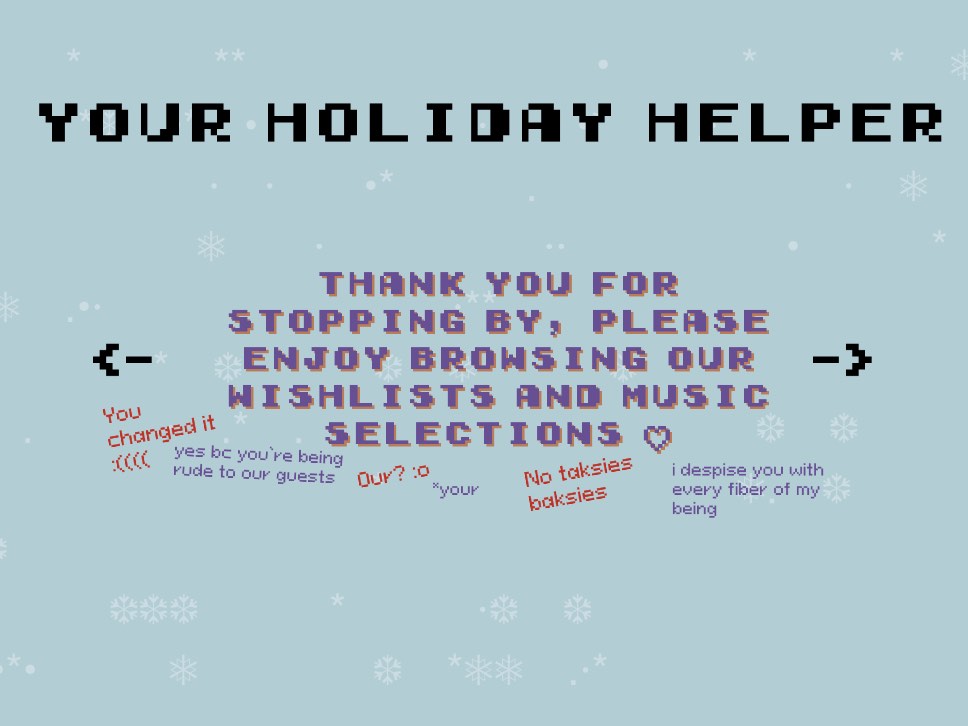 YOUR HOLIDAY HELPER
THANK YOU FOR
STOPPING BY, PLEASE
<- ENJOY BROWSING OUR ->
WISHLISTS AND MUSIC
SELECTIONS ♡
You
changed it
:((((
yes bc you`re being
rude to our guests
Our? :o
*your
No taksies
baksies
i despise you with
every fiber of my
being